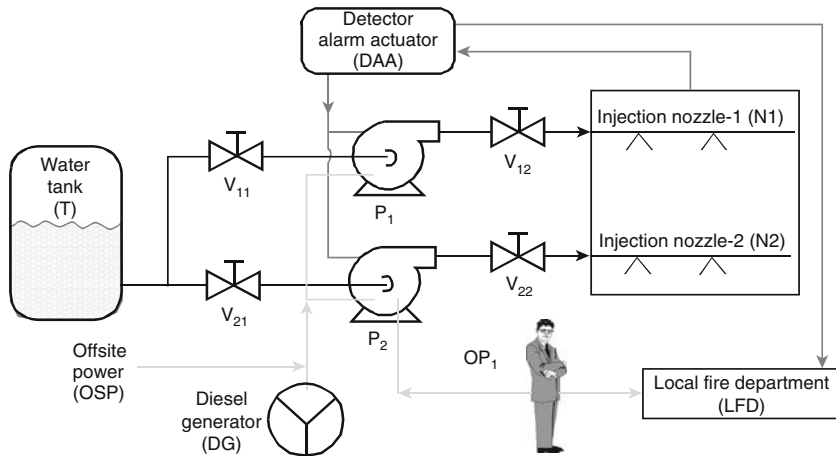 Detector
alarm actuator
(DAA)
Injection nozzle-1 (N1)
V12
Water
tank
(T)
V11
P1
Injection nozzle-2 (N2)
V22
V21
P2
Offsite
power
(OSP)
OP1
Diesel
generator
(DG)
Local fire department
(LFD)